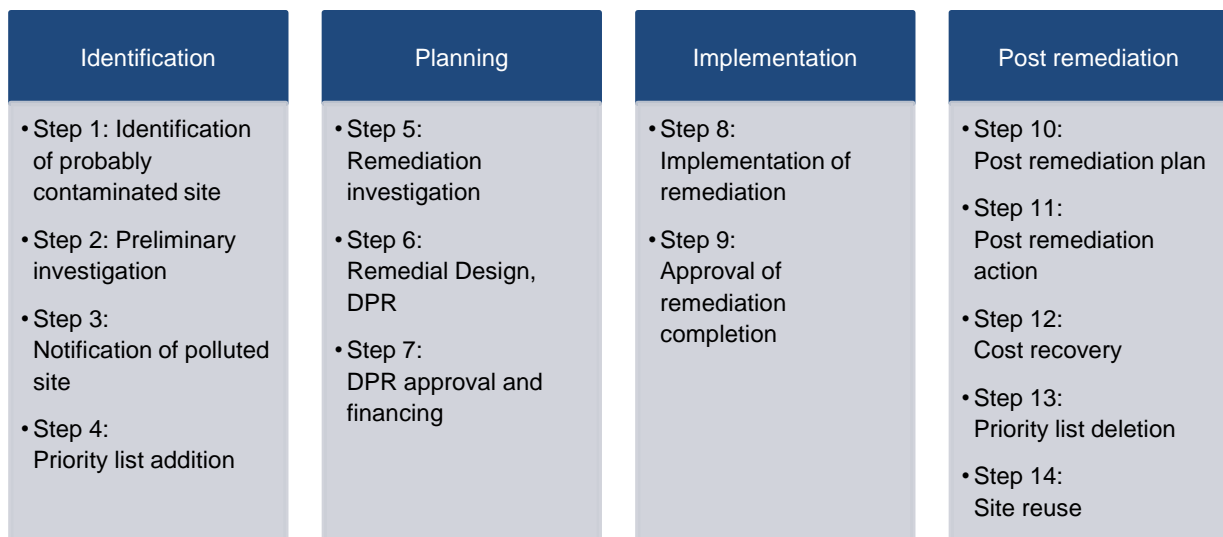 Identification
• Step 1: Identification
of probably
contaminated site
• Step 2: Preliminary
investigation
• Step 3:
Notification of polluted
site
• Step 4:
Priority list addition
Planning
• Step 5:
Remediation
investigation
• Step 6:
Remedial Design,
DPR
• Step 7:
DPR approval and
financing
Implementation
• Step 8:
Implementation of
remediation
• Step 9:
Approval of
remediation
completion
Post remediation
• Step 10:
Post remediation plan
• Step 11:
Post remediation
action
• Step 12:
Cost recovery
• Step 13:
Priority list deletion
• Step 14:
Site reuse